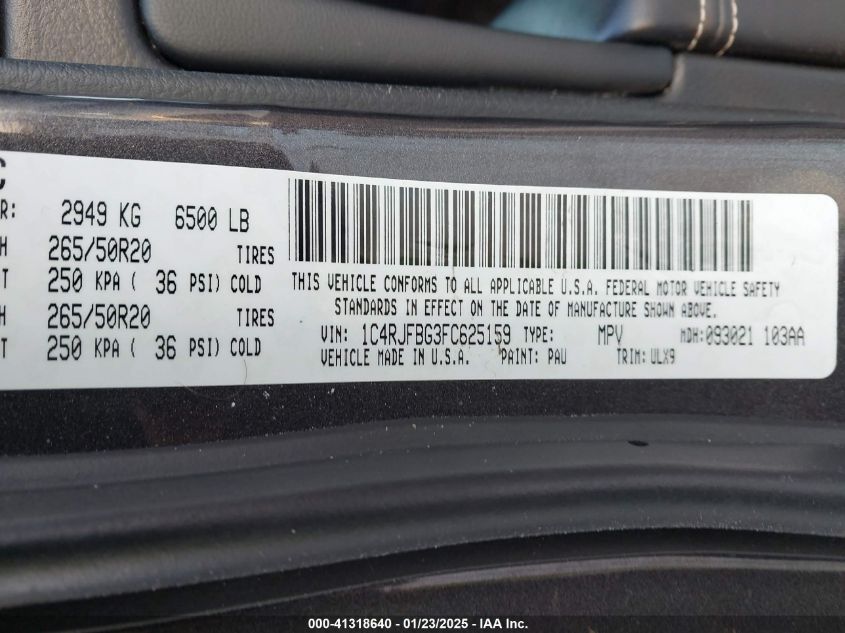 C
R: 2949 KG 6500 LB
H 265/50R20 TIRES
T 250 KPA ( 36 PSI) COLD
H 265/50R20 TIRES
T 250 KPA ( 36 PSI) COLD
THIS VEHICLE CONFORMS TO ALL APPLICABLE U.S.A. FEDERAL MOTOR VEHICLE SAFETY
STANDARDS IN EFFECT ON THE DATE OF MANUFACTURE SHOWN ABOVE.
VIN: 1C4RJFBG3FC625159 TYPE: MPV MDH:093021 103AA
VEHICLE MADE IN U.S.A. PAINT: PAU TRIM: ULX9
000-41318640 - 01/23/2025 - IAA Inc.